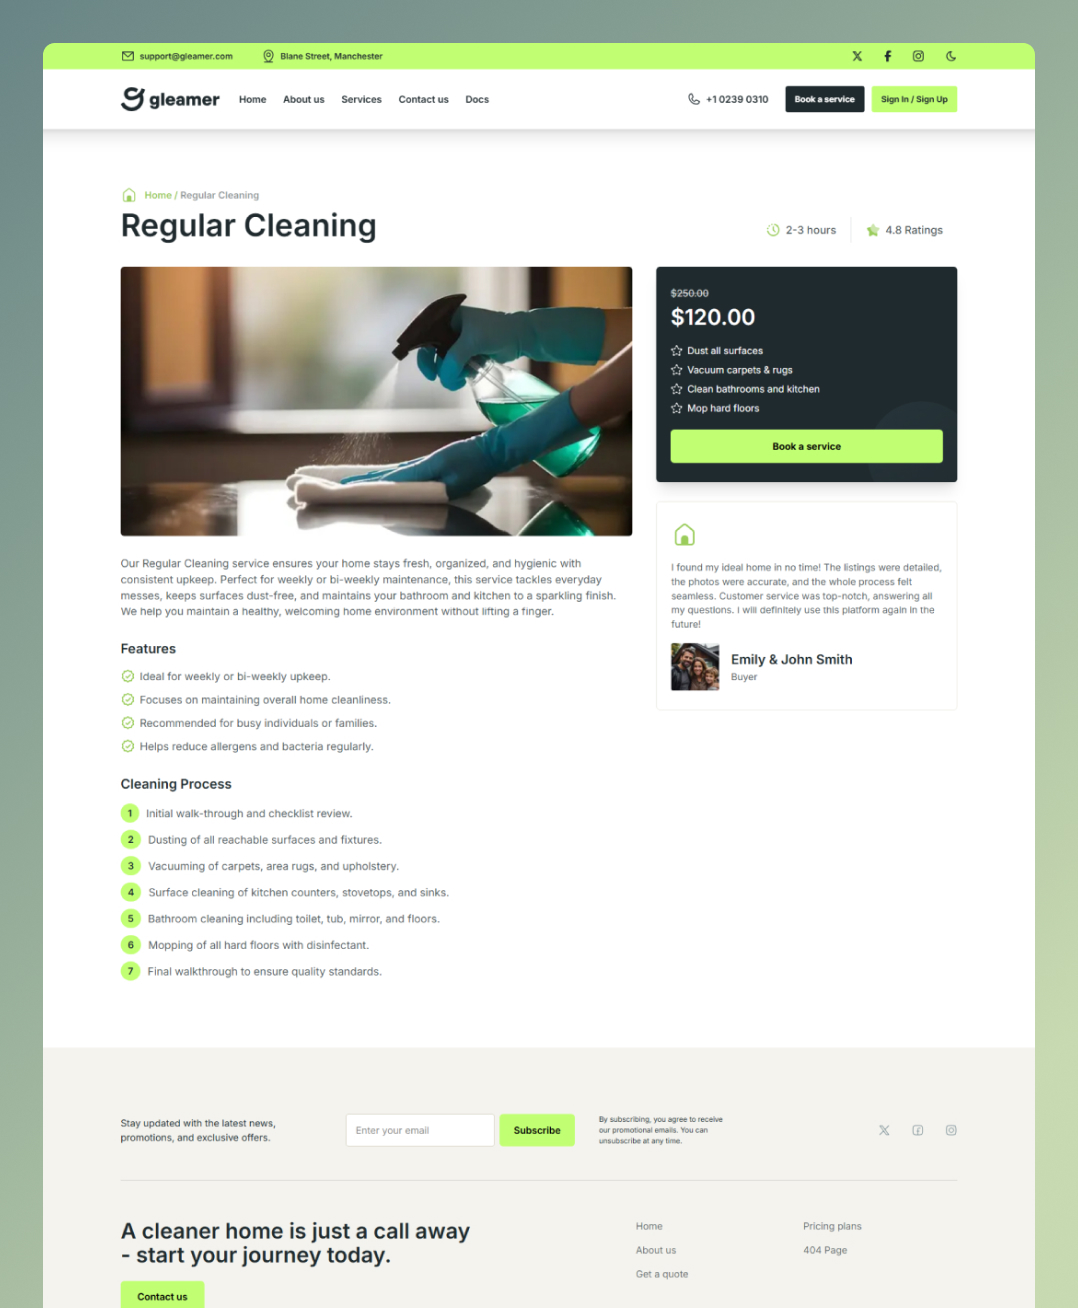 support@gleamer.com
Blane Street, Manchester
gleamer
Home
About us
Services
Contact us
Docs
+1 0239 0310
Book a service
Sign In / Sign Up
Home / Regular Cleaning
Regular Cleaning
2-3 hours
4.8 Ratings
$250.00
$120.00
Dust all surfaces
Vacuum carpets & rugs
Clean bathrooms and kitchen
Mop hard floors
Book a service
Our Regular Cleaning service ensures your home stays fresh, organized, and hygienic with
consistent upkeep. Perfect for weekly or bi-weekly maintenance, this service tackles everyday
messes, keeps surfaces dust-free, and maintains your bathroom and kitchen to a sparkling finish.
We help you maintain a healthy, welcoming home environment without lifting a finger.
I found my ideal home in no time! The listings were detailed,
the photos were accurate, and the whole process felt
seamless. Customer service was top-notch, answering all
my questions. I will definitely use this platform again in the
future!
Emily & John Smith
Buyer
Features
Ideal for weekly or bi-weekly upkeep.
Focuses on maintaining overall home cleanliness.
Recommended for busy individuals or families.
Helps reduce allergens and bacteria regularly.
Cleaning Process
1 Initial walk-through and checklist review.
2 Dusting of all reachable surfaces and fixtures.
3 Vacuuming of carpets, area rugs, and upholstery.
4 Surface cleaning of kitchen counters, stovetops, and sinks.
5 Bathroom cleaning including toilet, tub, mirror, and floors.
6 Mopping of all hard floors with disinfectant.
7 Final walkthrough to ensure quality standards.
Stay updated with the latest news,
promotions, and exclusive offers.
Enter your email
Subscribe
By subscribing, you agree to receive
our promotional emails. You can
unsubscribe at any time.
A cleaner home is just a call away
- start your journey today.
Contact us
Home
About us
Get a quote
Pricing plans
404 Page